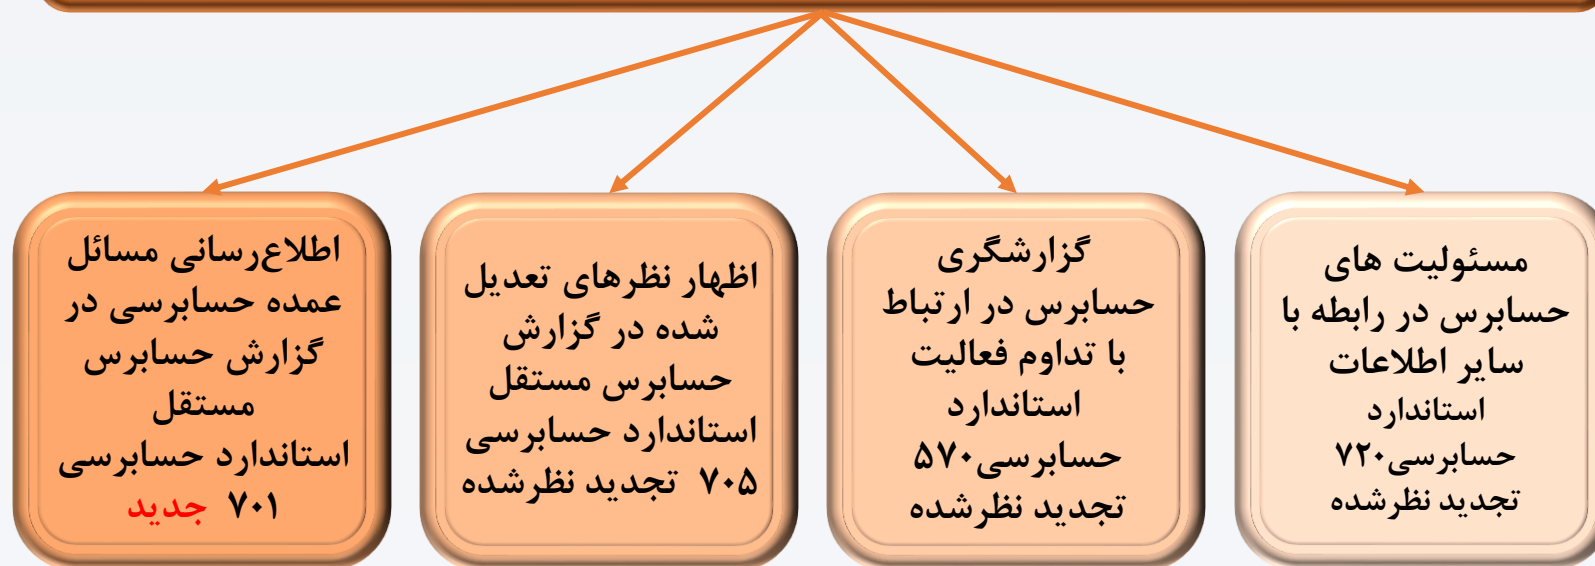 مسئولیت های
حسابرس در رابطه با
سایر اطلاعات
استاندارد
حسابرسی۷۲۰
تجدید نظرشده
گزارشگری
حسابرس در ارتباط
با تداوم فعالیت
استاندارد
حسابرسی۵۷۰
تجدید نظرشده
اظهار نظرهای تعدیل
شده در گزارش
حسابرس مستقل
استاندارد حسابرسی
۷۰۵ تجدید نظرشده
اطلاع‌رسانی مسائل
عمده حسابرسی در
گزارش حسابرس
مستقل
استاندارد حسابرسی
۷۰۱ جدید